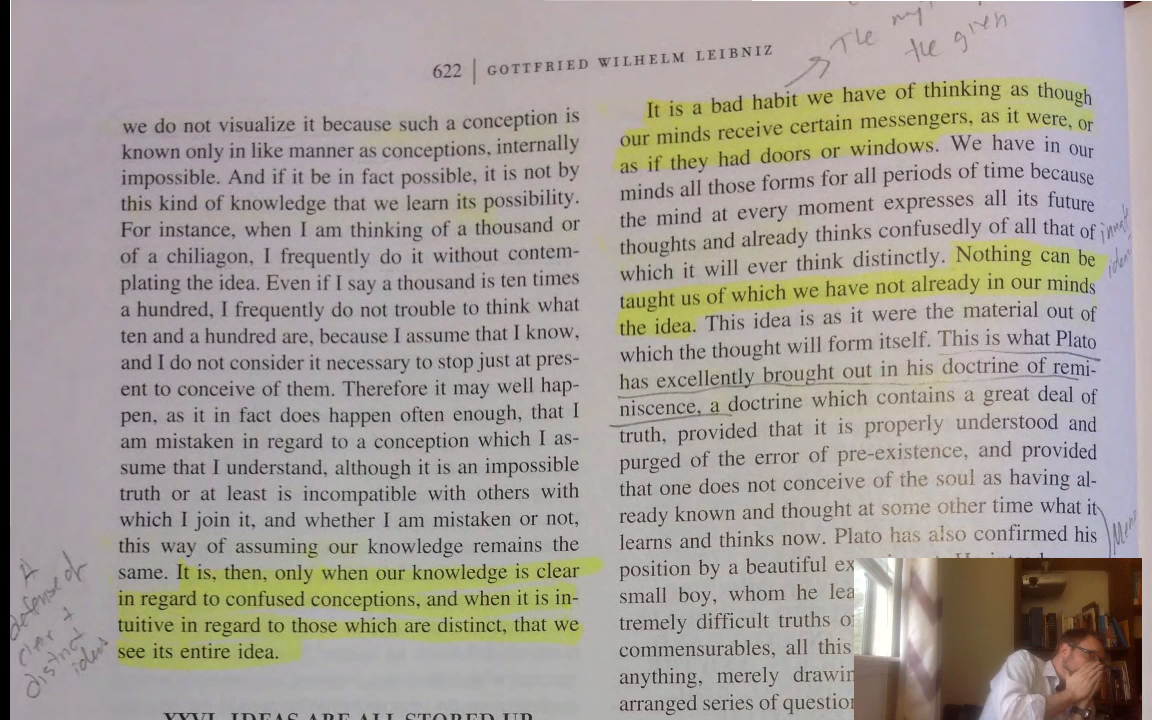 The
the given
622 | GOTTFRIED WILHELM LEIBNIZ
we do not visualize it because such a conception is
known only in like manner as conceptions, internally
impossible. And if it be in fact possible, it is not by
this kind of knowledge that we learn its possibility.
For instance, when I am thinking of a thousand or
of a chiliagon, I frequently do it without contem-
plating the idea. Even if I say a thousand is ten times
a hundred, I frequently do not trouble to think what
ten and a hundred are, because I assume that I know,
and I do not consider it necessary to stop just at pres-
ent to conceive of them. Therefore it may well hap-
pen, as it in fact does happen often enough, that I
am mistaken in regard to a conception which I as-
sume that I understand, although it is an impossible
truth or at least is incompatible with others with
which I join it, and whether I am mistaken or not,
this way of assuming our knowledge remains the
same. It is, then, only when our knowledge is clear
in regard to confused conceptions, and when it is in-
tuitive in regard to those which are distinct, that we
see its entire idea.
A
defense of
clear +
distinct
ideas
XXVI. IDEAS ARE ALL STORED UP
It is a bad habit we have of thinking as though
our minds receive certain messengers, as it were, or
as if they had doors or windows. We have in our
minds all those forms for all periods of time because
the mind at every moment expresses all its future
thoughts and already thinks confusedly of all that of
which it will ever think distinctly. Nothing can be
taught us of which we have not already in our minds
the idea. This idea is as it were the material out of
which the thought will form itself. This is what Plato
has excellently brought out in his doctrine of remi-
niscence, a doctrine which contains a great deal of
truth, provided that it is properly understood and
purged of the error of pre-existence, and provided
that one does not conceive of the soul as having al-
ready known and thought at some other time what it
learns and thinks now. Plato has also confirmed his
position by a beautiful
small boy, whom he
tremely difficult truths
commensurables, all this
anything, merely
arranged series of
innate
ideas
Meno